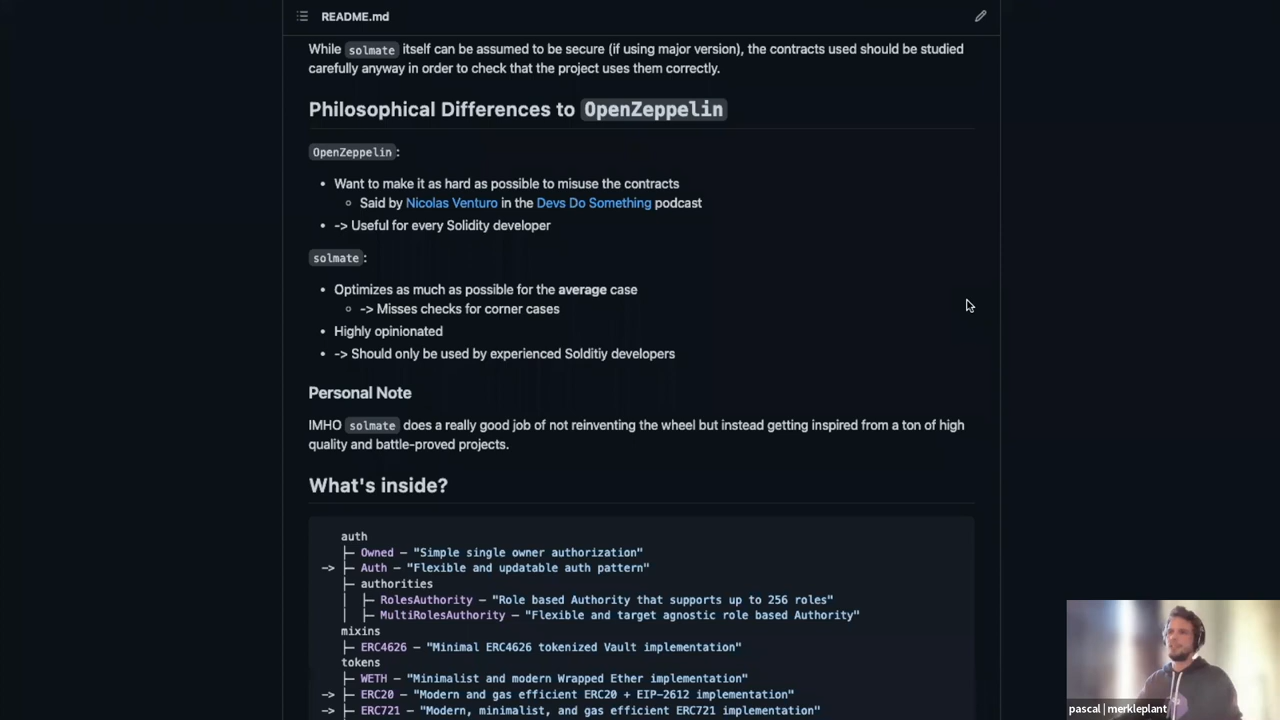 README.md
While solmate itself can be assumed to be secure (if using major version), the contracts used should be studied
carefully anyway in order to check that the project uses them correctly.
Philosophical Differences to OpenZeppelin
OpenZeppelin:
• Want to make it as hard as possible to misuse the contracts
◦ Said by Nicolas Venturo in the Devs Do Something podcast
• -> Useful for every Solidity developer
solmate:
• Optimizes as much as possible for the average case
◦ -> Misses checks for corner cases
• Highly opinionated
• -> Should only be used by experienced Solditiy developers
Personal Note
IMHO solmate does a really good job of not reinventing the wheel but instead getting inspired from a ton of high
quality and battle-proved projects.
What's inside?
auth
├─ Owned — "Simple single owner authorization"
-> ├─ Auth — "Flexible and updatable auth pattern"
├─ authorities
│ ├─ RolesAuthority — "Role based Authority that supports up to 256 roles"
│ ├─ MultiRolesAuthority — "Flexible and target agnostic role based Authority"
mixins
├─ ERC4626 — "Minimal ERC4626 tokenized Vault implementation"
tokens
├─ WETH — "Minimalist and modern Wrapped Ether implementation"
-> ├─ ERC20 — "Modern and gas efficient ERC20 + EIP-2612 implementation"
-> ├─ ERC721 — "Modern, minimalist, and gas efficient ERC721 implementation"
pascal | merkleplant